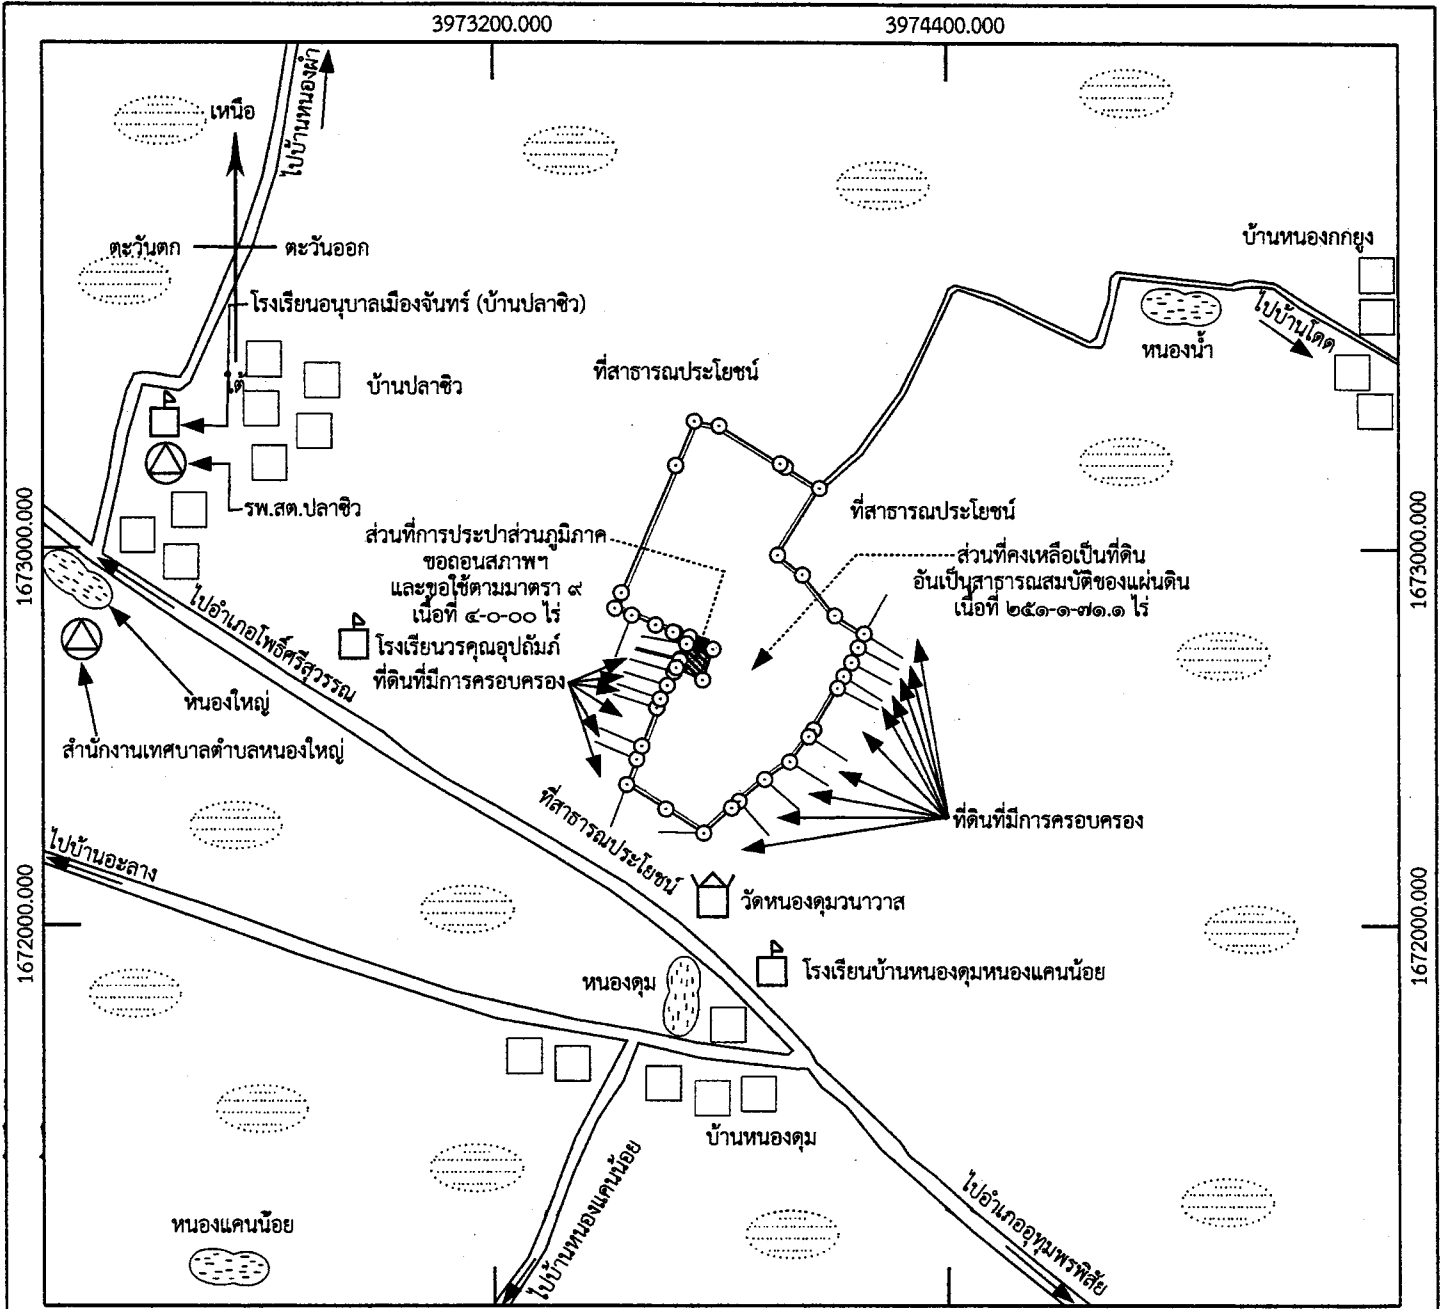 3973200.000
3974400.000
เหนือ
ไปบ้านหนองผำ
ตะวันตก
ตะวันออก
บ้านหนองกกยูง
โรงเรียนอนุบาลเมืองจันทร์ (บ้านปลาซิว)
ไปบ้านโดด
หนองน้ำ
ที่สาธารณประโยชน์
ใต้
บ้านปลาซิว
รพ.สต.ปลาซิว
ที่สาธารณประโยชน์
1673000.000
1673000.000
ส่วนที่การประปาส่วนภูมิภาค
ขอถอนสภาพฯ
และขอใช้ตามมาตรา ๙
เนื้อที่ ๔-๐-๐๐ ไร่
ส่วนที่คงเหลือเป็นที่ดิน
อันเป็นสาธารณสมบัติของแผ่นดิน
เนื้อที่ ๒๕๑-๑-๗๑.๑ ไร่
ไปอำเภอโพธิ์ศรีสุวรรณ
โรงเรียนวรคุณอุปถัมภ์
ที่ดินที่มีการครอบครอง
หนองใหญ่
สำนักงานเทศบาลตำบลหนองใหญ่
ที่สาธารณประโยชน์
ที่ดินที่มีการครอบครอง
ไปบ้านอะลาง
วัดหนองดุมวนาวาส
1672000.000
1672000.000
หนองดุม
โรงเรียนบ้านหนองดุมหนองแคนน้อย
บ้านหนองดุม
ไปบ้านหนองแคนน้อย
ไปอำเภออุทุมพรพิสัย
หนองแคนน้อย